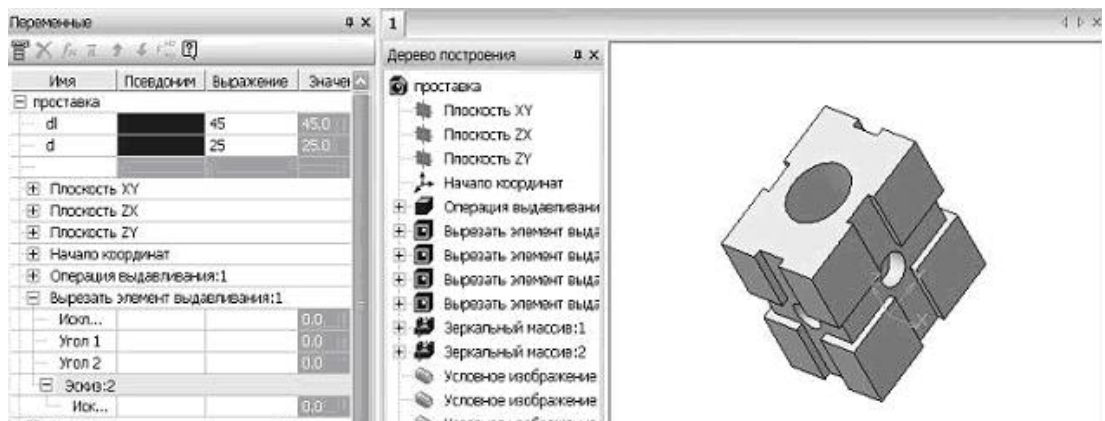 Переменные
1
Имя Псевдоним Выражение Значе
проставка
dl 45 45.0
d 25 25.0
Плоскость XY
Плоскость ZX
Плоскость ZY
Начало координат
Операция выдавливания:1
Вырезать элемент выдавливания:1
Искл... 0.0
Угол 1 0.0
Угол 2 0.0
Эскиз:2
Иск... 0.0
Дерево построения
проставка
Плоскость XY
Плоскость ZX
Плоскость ZY
Начало координат
Операция выдавливани
Вырезать элемент выда
Вырезать элемент выда
Вырезать элемент выда
Вырезать элемент выда
Зеркальный массив:1
Зеркальный массив:2
Условное изображение
Условное изображение